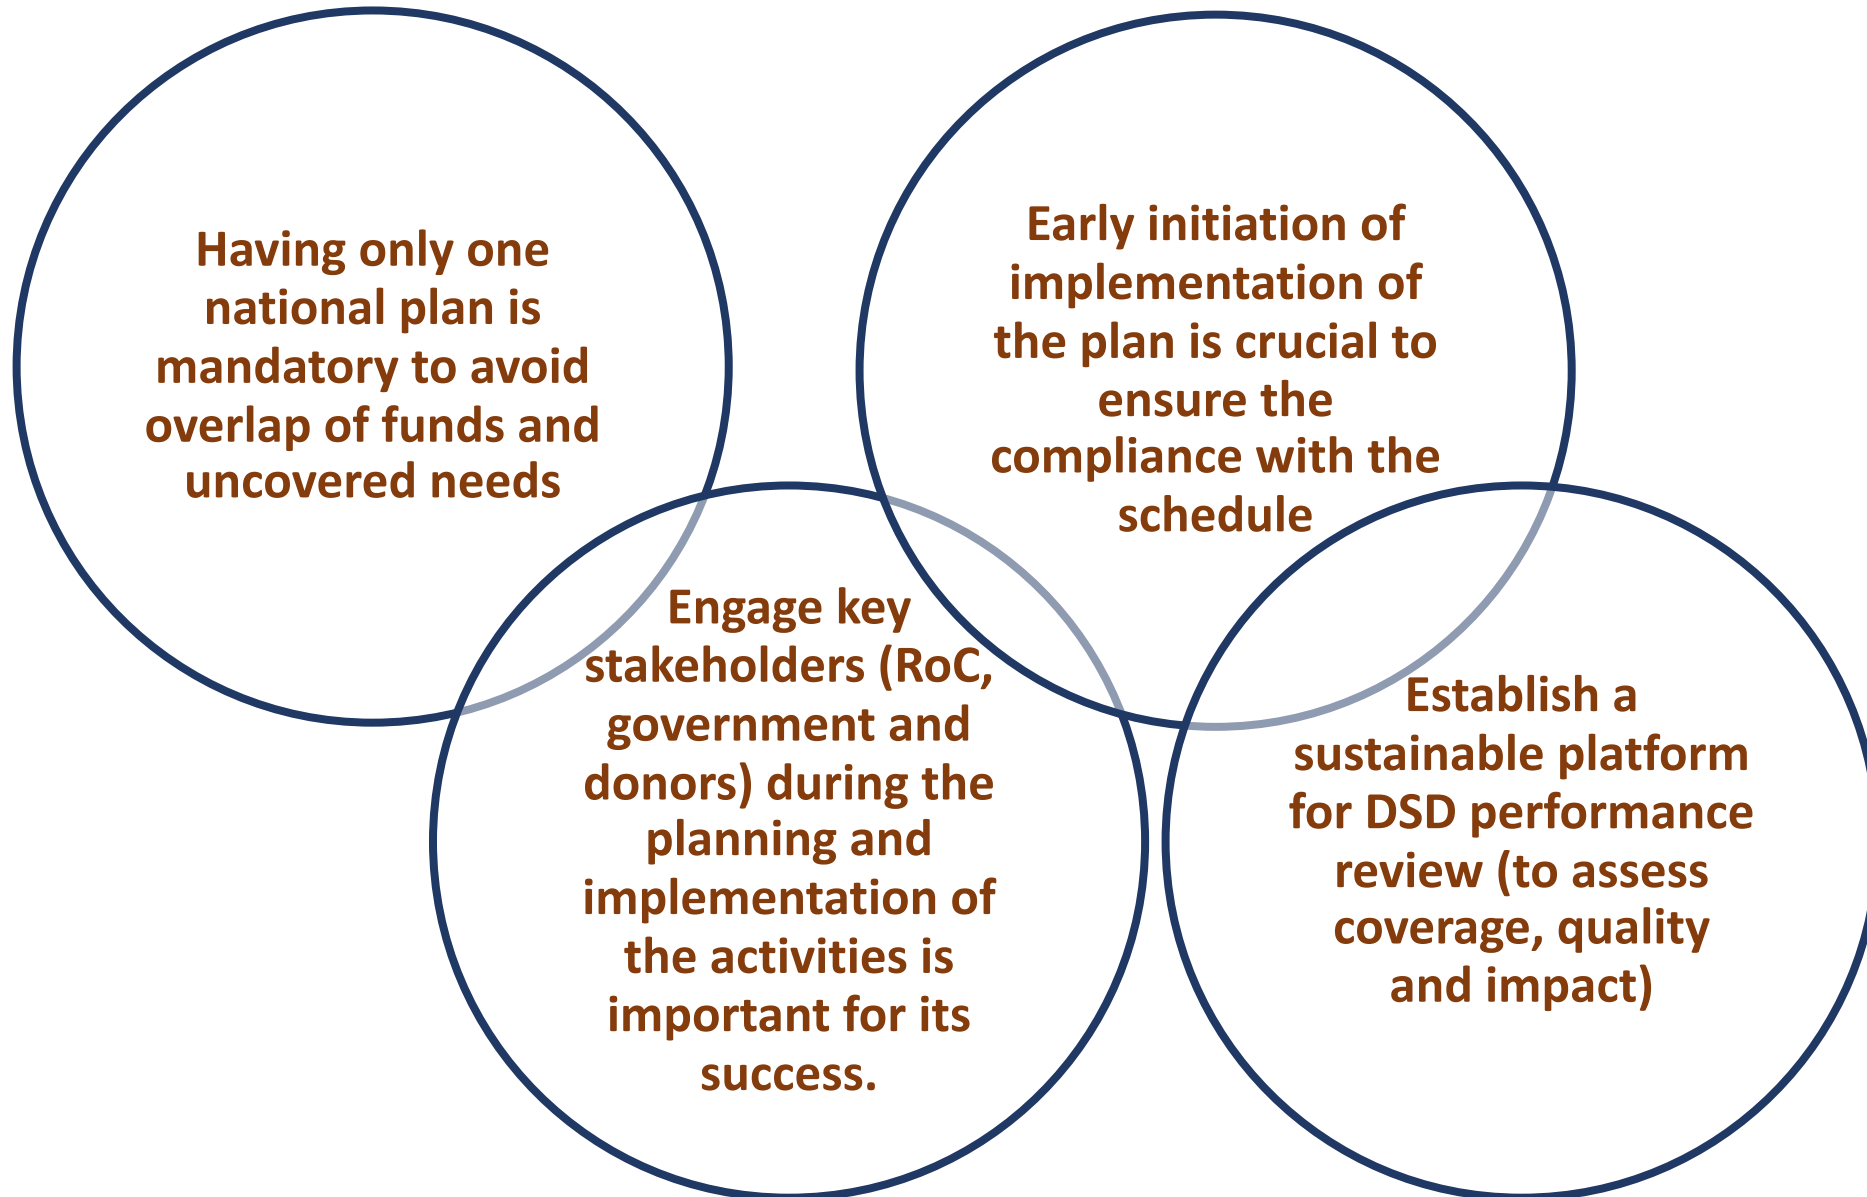 Having only one
national plan is
mandatory to avoid
overlap of funds and
uncovered needs
Early initiation of
implementation of
the plan is crucial to
ensure the
compliance with the
schedule
Engage key
stakeholders (RoC,
government and
donors) during the
planning and
implementation of
the activities is
important for its
success.
Establish a
sustainable platform
for DSD performance
review (to assess
coverage, quality
and impact)